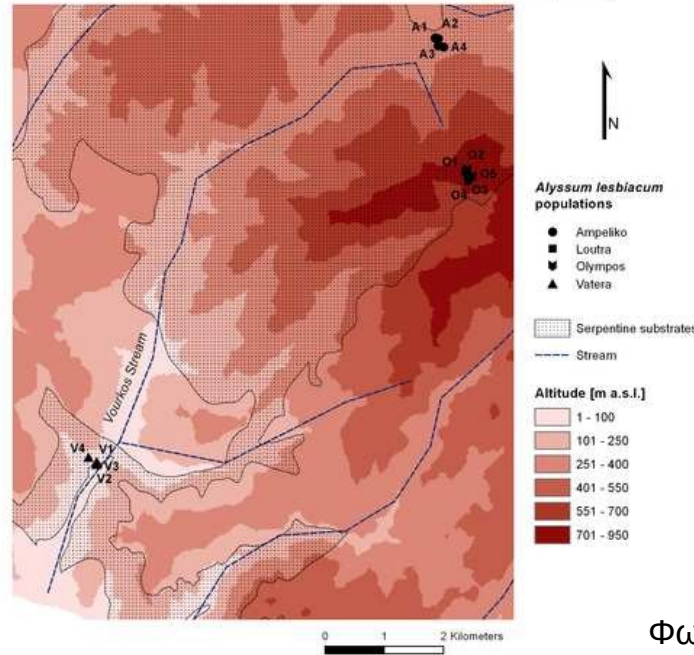 A1 A2
A3 A4
O1 O2
O5
O4 O3
Vourkos Stream
V4 V1
V3
V2
N
Alyssum lesbiacum
populations
Ampeliko
Loutra
Olympos
Vatera
Serpentine substrates
Stream
Altitude [m a.s.l.]
1 - 100
101 - 250
251 - 400
401 - 550
551 - 700
701 - 950
0 1 2 Kilometers